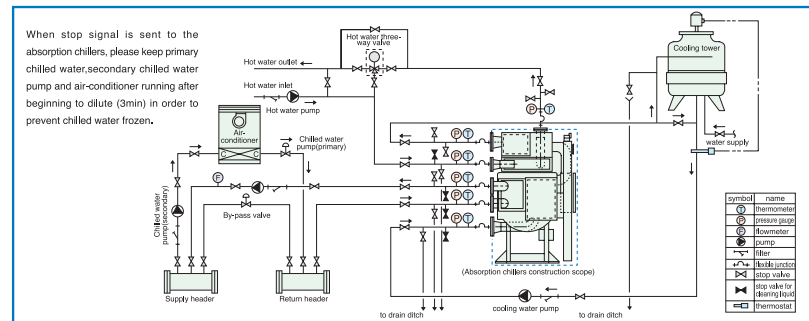 When stop signal is sent to the
absorption chillers, please keep primary
chilled water,secondary chilled water
pump and air-conditioner running after
beginning to dilute (3min) in order to
prevent chilled water frozen.
Hot water three-
way valve
Hot water outlet
Hot water inlet
Hot water pump
Cooling tower
water supply
Air-
conditioner
C C
Chilled water
pump(primary)
Chilled water
pump(secondary)
F
By-pass valve
P T
P T
P T
P T
P T
P T
Supply header
Return header
(Absorption chillers construction scope)
to drain ditch
cooling water pump
to drain ditch
symbol name
T thermometer
P pressure gauge
F flowmeter
pump
filter
flexible junction
stop valve
stop valve for
cleaning liquid
thermostat